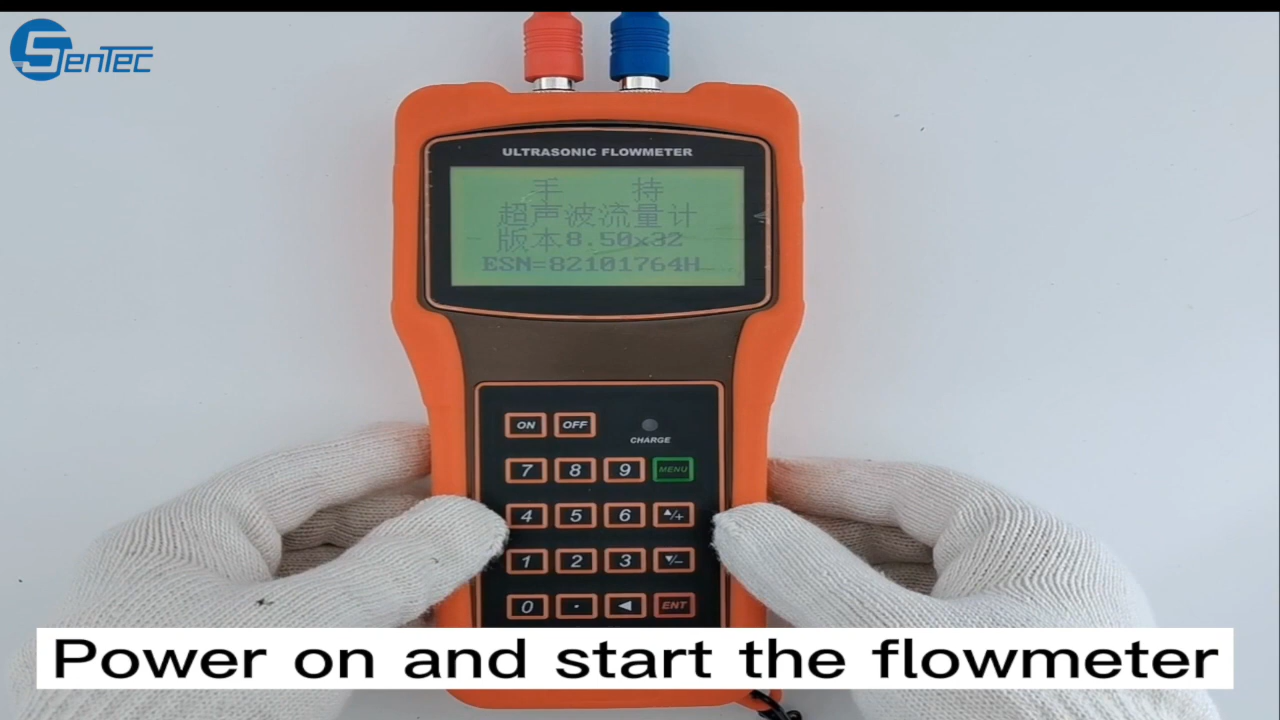 SenTec
ULTRASONIC FLOWMETER
手 持
超声波流量计
版本8.50x32
ESN=82101764H
ON OFF
CHARGE
7 8 9 MENU
4 5 6 ▲/+
1 2 3 ▼/-
0 . ◄ ENT
Power on and start the flowmeter